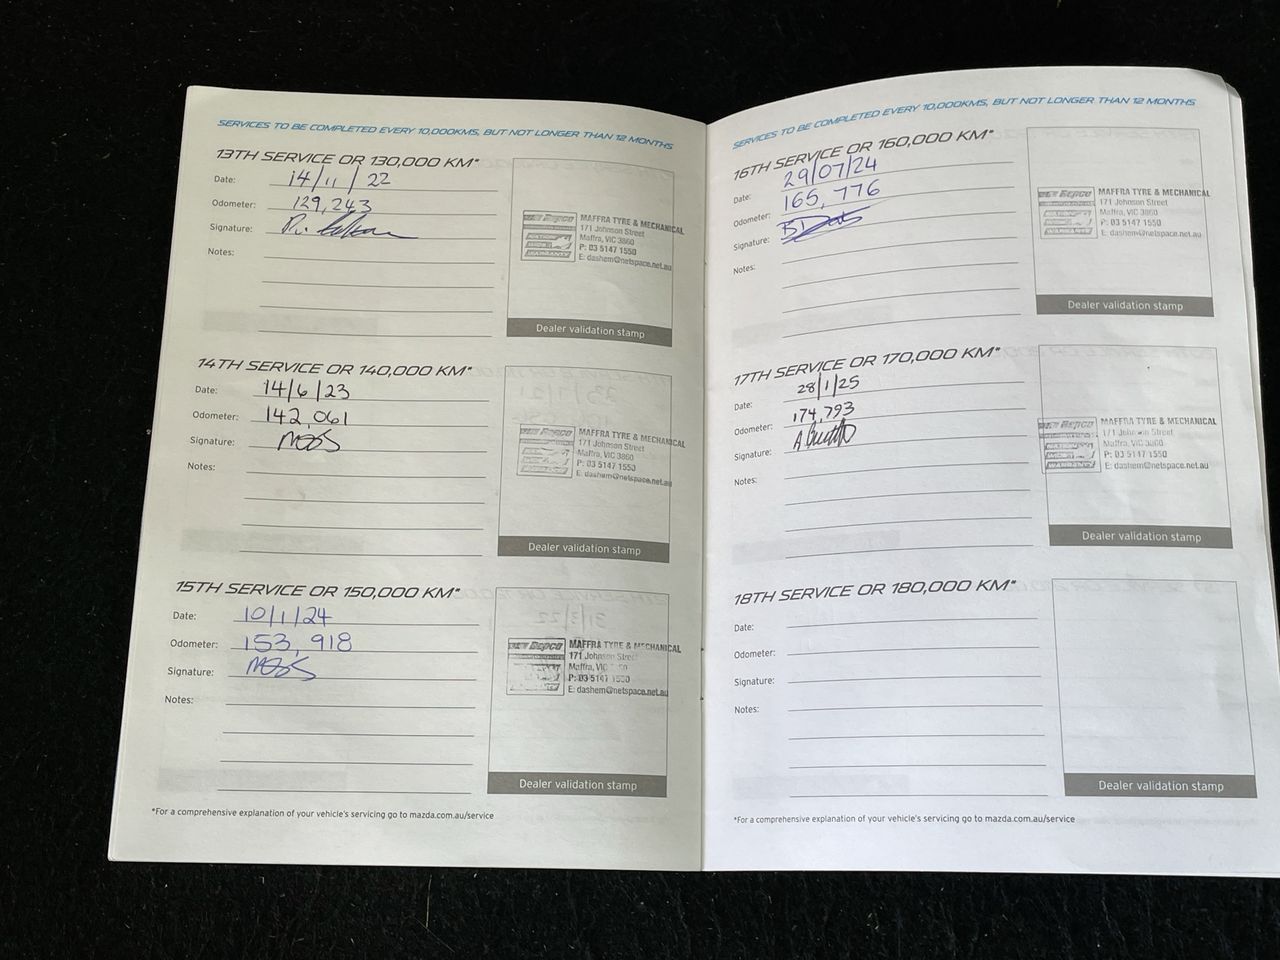 SERVICES TO BE COMPLETED EVERY 10,000KMS, BUT NOT LONGER THAN 12 MONTHS
13TH SERVICE OR 130,000 KM*
Date: 14/11/22
Odometer: 129,243
Signature:
Notes:
Repco
MAFFRA TYRE & MECHANICAL
171 Johnson Street
Maffra, VIC 3860
P: 03 5147 1550
E: dashem@netspace.net.au
Dealer validation stamp
14TH SERVICE OR 140,000 KM*
Date: 14/6/23
Odometer: 142,061
Signature:
Notes:
Repco
MAFFRA TYRE & MECHANICAL
171 Johnson Street
Maffra, VIC 3860
P: 03 5147 1550
E: dashem@netspace.net.au
Dealer validation stamp
15TH SERVICE OR 150,000 KM*
Date: 10/1/24
Odometer: 153,918
Signature:
Notes:
Repco
MAFFRA TYRE & MECHANICAL
171 Johnson Street
Maffra, VIC
P: 03 5147 1550
E: dashem@netspace.net.au
Dealer validation stamp
*For a comprehensive explanation of your vehicle's servicing go to mazda.com.au/service
SERVICES TO BE COMPLETED EVERY 10,000KMS, BUT NOT LONGER THAN 12 MONTHS
16TH SERVICE OR 160,000 KM*
Date: 29/07/24
Odometer: 165,776
Signature:
Notes:
Repco
MAFFRA TYRE & MECHANICAL
171 Johnson Street
Maffra, VIC 3860
P: 03 5147 1550
E: dashem@netspace.net.au
Dealer validation stamp
17TH SERVICE OR 170,000 KM*
Date: 28/1/25
Odometer: 174,793
Signature:
Notes:
Repco
MAFFRA TYRE & MECHANICAL
171 Johnson Street
Maffra, VIC 3860
P: 03 5147 1550
E: dashem@netspace.net.au
Dealer validation stamp
18TH SERVICE OR 180,000 KM*
Date:
Odometer:
Signature:
Notes:
Dealer validation stamp
*For a comprehensive explanation of your vehicle's servicing go to mazda.com.au/service